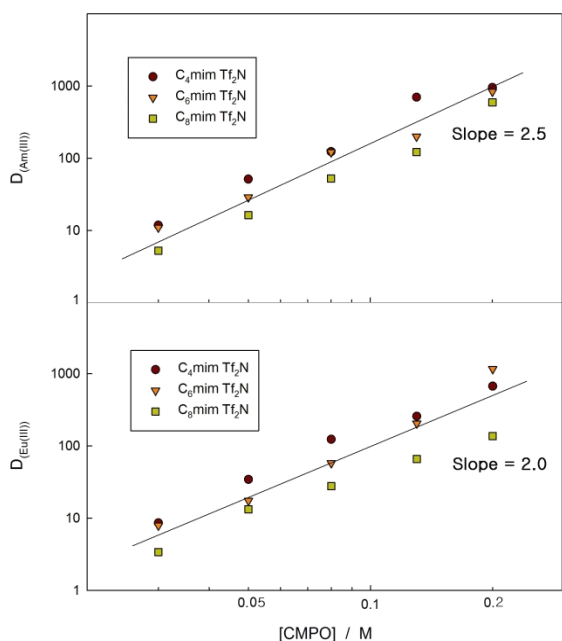 1000
100
10
1
D(Am(III))
C₄mim Tf₂N
C₆mim Tf₂N
C₈mim Tf₂N
Slope = 2.5
1000
100
10
1
D(Eu(III))
C₄mim Tf₂N
C₆mim Tf₂N
C₈mim Tf₂N
Slope = 2.0
0.05 0.1 0.2
[CMPO] / M